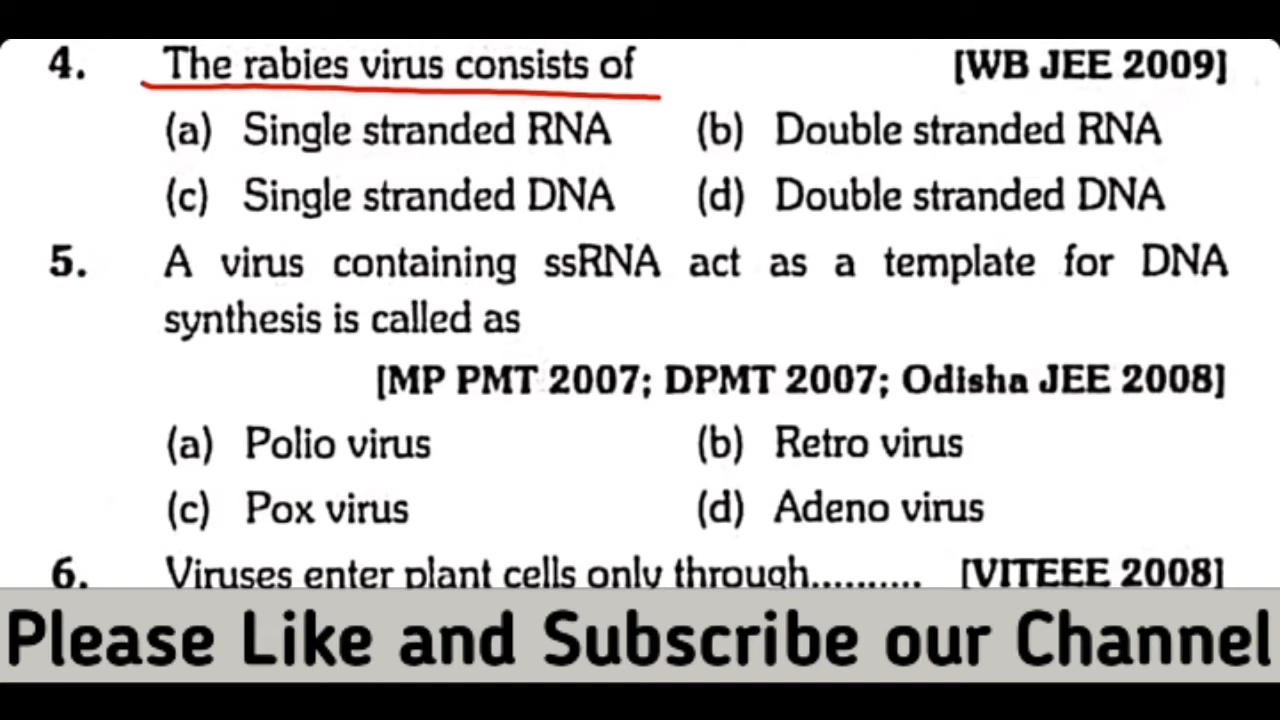 4. The rabies virus consists of [WB JEE 2009]
(a) Single stranded RNA (b) Double stranded RNA
(c) Single stranded DNA (d) Double stranded DNA
5. A virus containing ssRNA act as a template for DNA
synthesis is called as
[MP PMT 2007; DPMT 2007; Odisha JEE 2008]
(a) Polio virus (b) Retro virus
(c) Pox virus (d) Adeno virus
6. Viruses enter plant cells only through.......... [VITEEE 2008]
Please Like and Subscribe our Channel